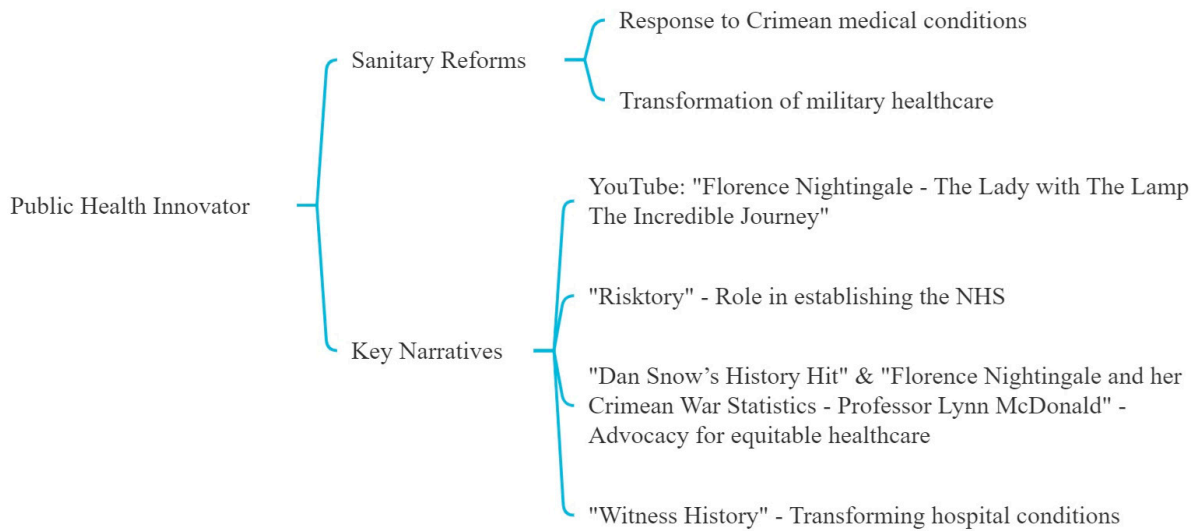 Public Health Innovator
Sanitary Reforms
Response to Crimean medical conditions
Transformation of military healthcare
Key Narratives
YouTube: "Florence Nightingale - The Lady with The Lamp
The Incredible Journey"
"Risktory" - Role in establishing the NHS
"Dan Snow’s History Hit" & "Florence Nightingale and her
Crimean War Statistics - Professor Lynn McDonald" -
Advocacy for equitable healthcare
"Witness History" - Transforming hospital conditions